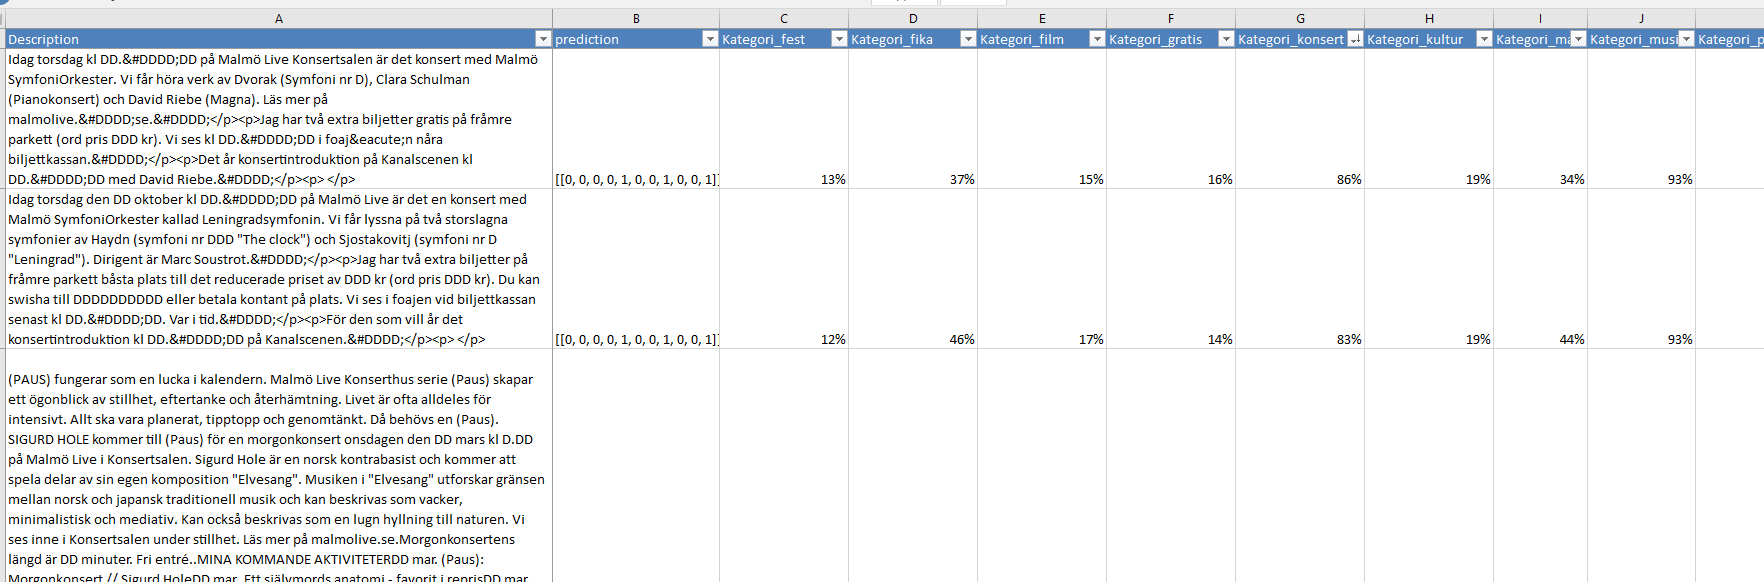 A B C D E F G H I J
Description prediction Kategori_fest Kategori_fika Kategori_film Kategori_gratis Kategori_konsert Kategori_kultur Kategori_ma Kategori_musi Kategori_p
Idag torsdag kl DD.&#DDDD;DD på Malmö Live Konsertsalen är det konsert med Malmö
SymfoniOrkester. Vi får höra verk av Dvorak (Symfoni nr D), Clara Schulman
(Pianokonsert) och David Riebe (Magna). Läs mer på
malmolive.&#DDDD;se.&#DDDD;</p><p>Jag har två extra biljetter gratis på främre
parkett (ord pris DDD kr). Vi ses kl DD.&#DDDD;DD i foaj&eacute;n nära
biljettkassan.&#DDDD;</p><p>Det är konsertintroduktion på Kanalscenen kl
DD.&#DDDD;DD med David Riebe.&#DDDD;</p><p> </p>
[[0, 0, 0, 0, 1, 0, 0, 1, 0, 0, 1]] 13% 37% 15% 16% 86% 19% 34% 93%
Idag torsdag den DD oktober kl DD.&#DDDD;DD på Malmö Live är det en konsert med
Malmö SymfoniOrkester kallad Leningradsymfonin. Vi får lyssna på två storslagna
symfonier av Haydn (symfoni nr DDD "The clock") och Sjostakovitj (symfoni nr D
"Leningrad"). Dirigent är Marc Soustrot.&#DDDD;</p><p>Jag har två extra biljetter på
främre parkett bästa plats till det reducerade priset av DDD kr (ord pris DDD kr). Du kan
swisha till DDDDDDDDDD eller betala kontant på plats. Vi ses i foajen vid biljettkassan
senast kl DD.&#DDDD;DD. Var i tid.&#DDDD;</p><p>För den som vill är det
konsertintroduktion kl DD.&#DDDD;DD på Kanalscenen.&#DDDD;</p><p> </p>
[[0, 0, 0, 0, 1, 0, 0, 1, 0, 0, 1]] 12% 46% 17% 14% 83% 19% 44% 93%
(PAUS) fungerar som en lucka i kalendern. Malmö Live Konserthus serie (Paus) skapar
ett ögonblick av stillhet, eftertanke och återhämtning. Livet är ofta alldeles för
intensivt. Allt ska vara planerat, tipptopp och genomtänkt. Då behövs en (Paus).
SIGURD HOLE kommer till (Paus) för en morgonkonsert onsdagen den DD mars kl D.DD
på Malmö Live i Konsertsalen. Sigurd Hole är en norsk kontrabasist och kommer att
spela delar av sin egen komposition "Elvesang". Musiken i "Elvesang" utforskar gränsen
mellan norsk och japansk traditionell musik och kan beskrivas som vacker,
minimalistisk och mediativ. Kan också beskrivas som en lugn hyllning till naturen. Vi
ses inne i Konsertsalen under stillhet. Läs mer på malmolive.se.Morgonkonsertens
längd är DD minuter. Fri entré..MINA KOMMANDE AKTIVITETERDD mar. (Paus):
Morgonkonsert // Sigurd HoleDD mar. Ett självmords anatomi - favorit i reprisDD mar.